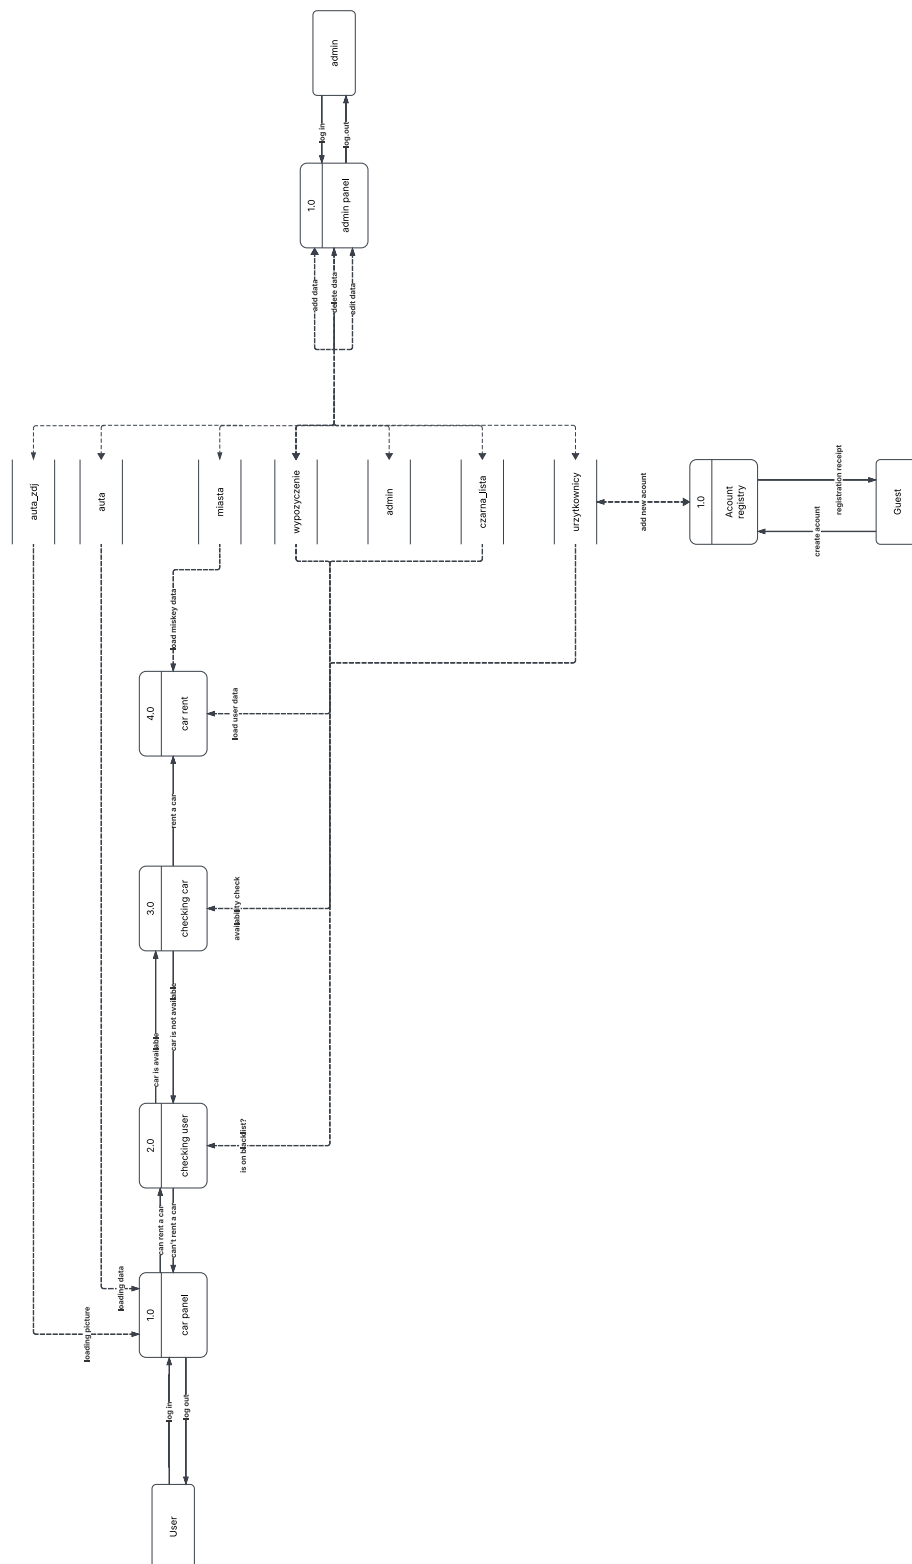 admin
log in
log out
1.0
admin panel
add data
delete data
edit data
auta_zdj
auta
miasta
wypozyczenie
admin
czarna_lista
urzytkownicy
add new acount
1.0
Acount
registry
registration receipt
create acount
Guest
load miskey data
4.0
car rent
load user data
rent a car
3.0
checking car
availability check
car is available
car is not available
2.0
checking user
is on blacklist?
can rent a car
can't rent a car
loading data
loading picture
1.0
car panel
log in
log out
User